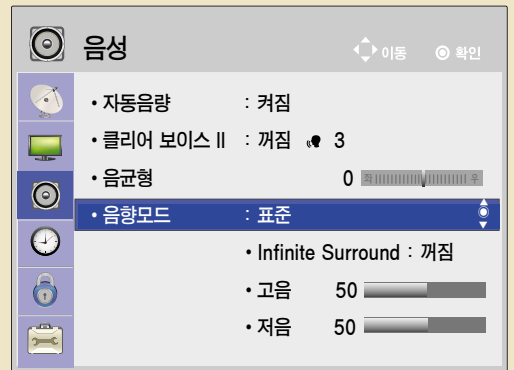 음성 이동 확인
• 자동음량 : 켜짐
• 클리어 보이스 II : 꺼짐 3
• 음균형 0 좌 우
• 음향모드 : 표준
• Infinite Surround : 꺼짐
• 고음 50
• 저음 50